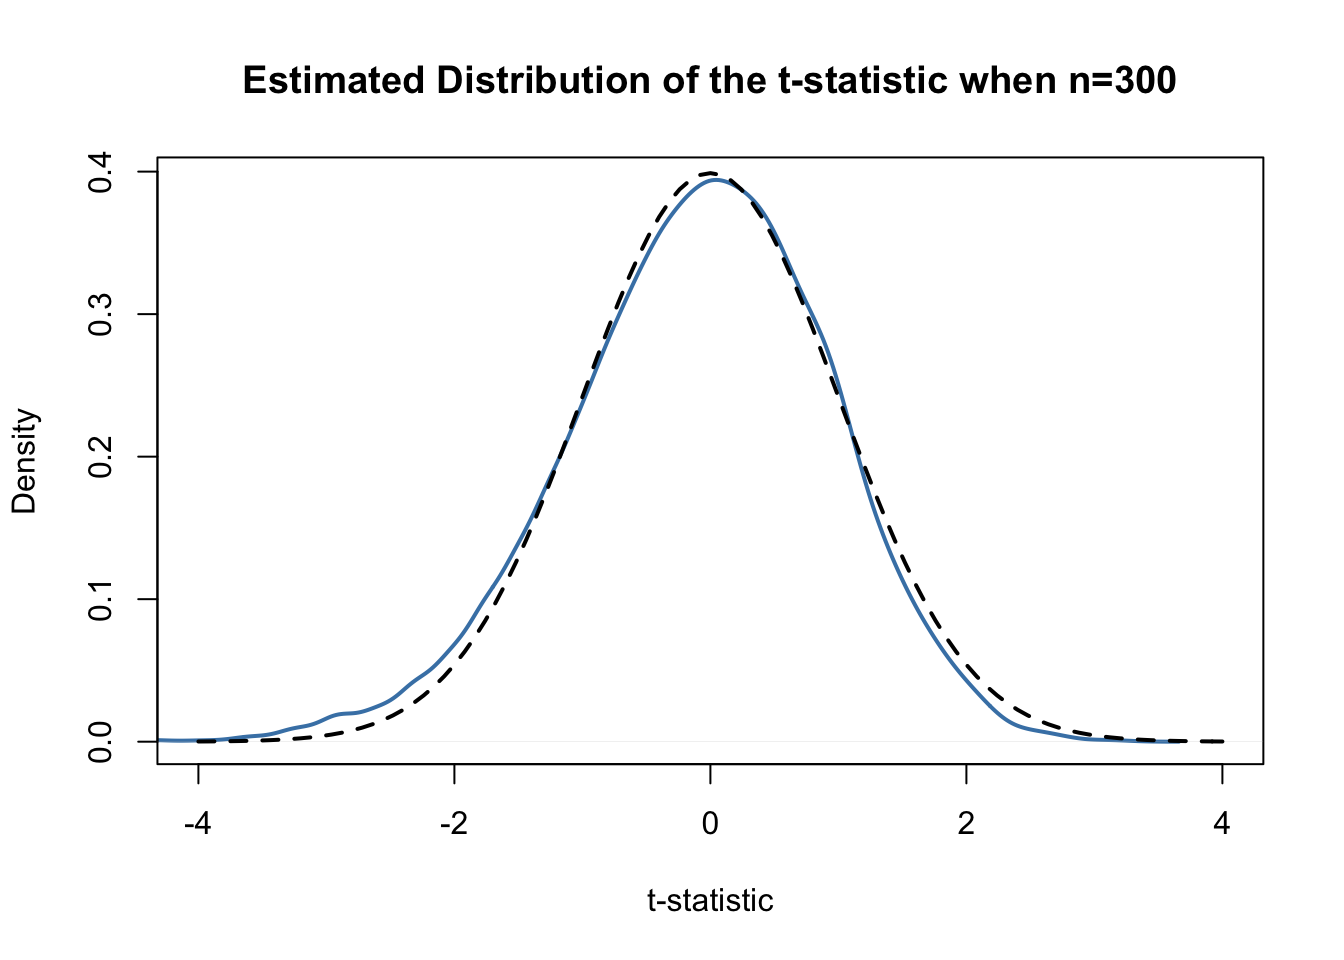 Estimated Distribution of the t-statistic when n=300
0.4
0.3
0.2
0.1
0.0
Density
-4 -2 0 2 4
t-statistic